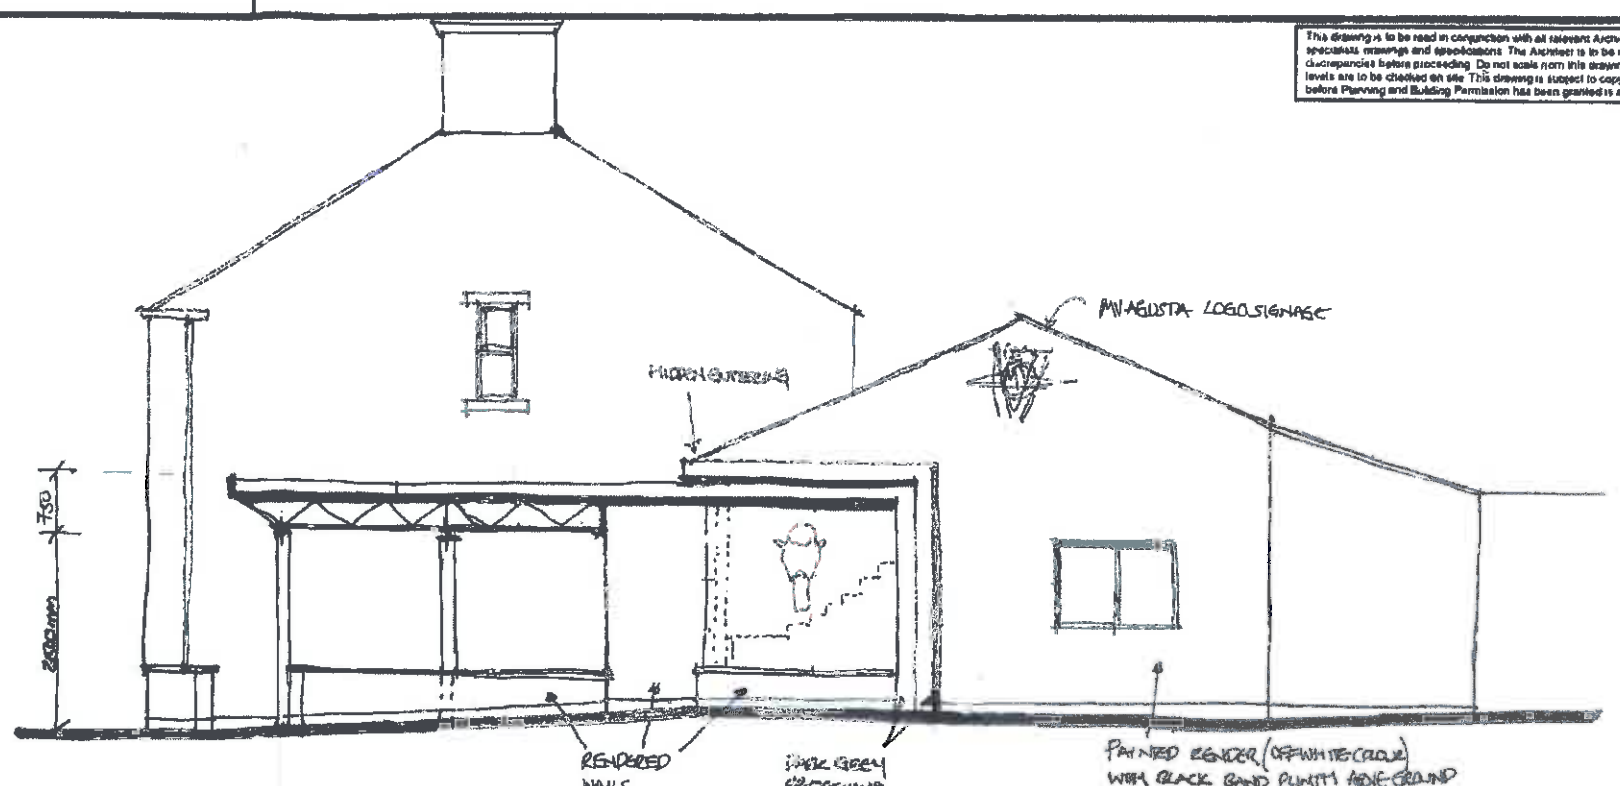 This drawing is to be read in conjunction with all relevant
specialists drawings and specifications. The Architect is to be
discrepancies before proceeding. Do not scale from this
levels are to be checked on site This drawing is subject to
before Planning and Building Permission has been granted is
MV AGUSTA LOGO SIGNAGE
HIDDEN GUTTERING
750
RENDERED
WALLS
DARK
PAINTED RENDER (OFFWHITE COLOUR)
WITH BLACK BAND PLINTH ABOVE GROUND